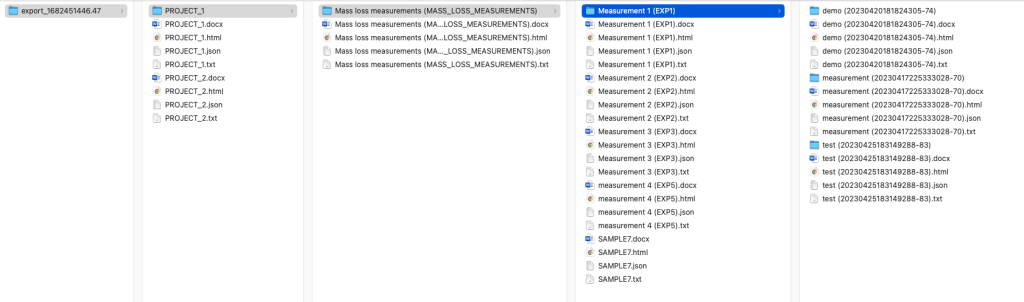 export_1682451446.47
PROJECT_1
PROJECT_1.docx
PROJECT_1.html
PROJECT_1.json
PROJECT_1.txt
PROJECT_2.docx
PROJECT_2.html
PROJECT_2.json
PROJECT_2.txt
Mass loss measurements (MASS_LOSS_MEASUREMENTS)
Mass loss measurements (MA...LOSS_MEASUREMENTS).docx
Mass loss measurements (MA...LOSS_MEASUREMENTS).html
Mass loss measurements (MA..._LOSS_MEASUREMENTS).json
Mass loss measurements (MASS_LOSS_MEASUREMENTS).txt
Measurement 1 (EXP1)
Measurement 1 (EXP1).docx
Measurement 1 (EXP1).html
Measurement 1 (EXP1).json
Measurement 1 (EXP1).txt
Measurement 2 (EXP2).docx
Measurement 2 (EXP2).html
Measurement 2 (EXP2).json
Measurement 2 (EXP2).txt
Measurement 3 (EXP3).docx
Measurement 3 (EXP3).html
Measurement 3 (EXP3).json
Measurement 3 (EXP3).txt
measurement 4 (EXP5).docx
measurement 4 (EXP5).html
measurement 4 (EXP5).json
measurement 4 (EXP5).txt
SAMPLE7.docx
SAMPLE7.html
SAMPLE7.json
SAMPLE7.txt
demo (20230420181824305-74)
demo (20230420181824305-74).docx
demo (20230420181824305-74).html
demo (20230420181824305-74).json
demo (20230420181824305-74).txt
measurement (20230417225333028-70)
measurement (20230417225333028-70).docx
measurement (20230417225333028-70).html
measurement (20230417225333028-70).json
measurement (20230417225333028-70).txt
test (20230425183149288-83)
test (20230425183149288-83).docx
test (20230425183149288-83).html
test (20230425183149288-83).json
test (20230425183149288-83).txt